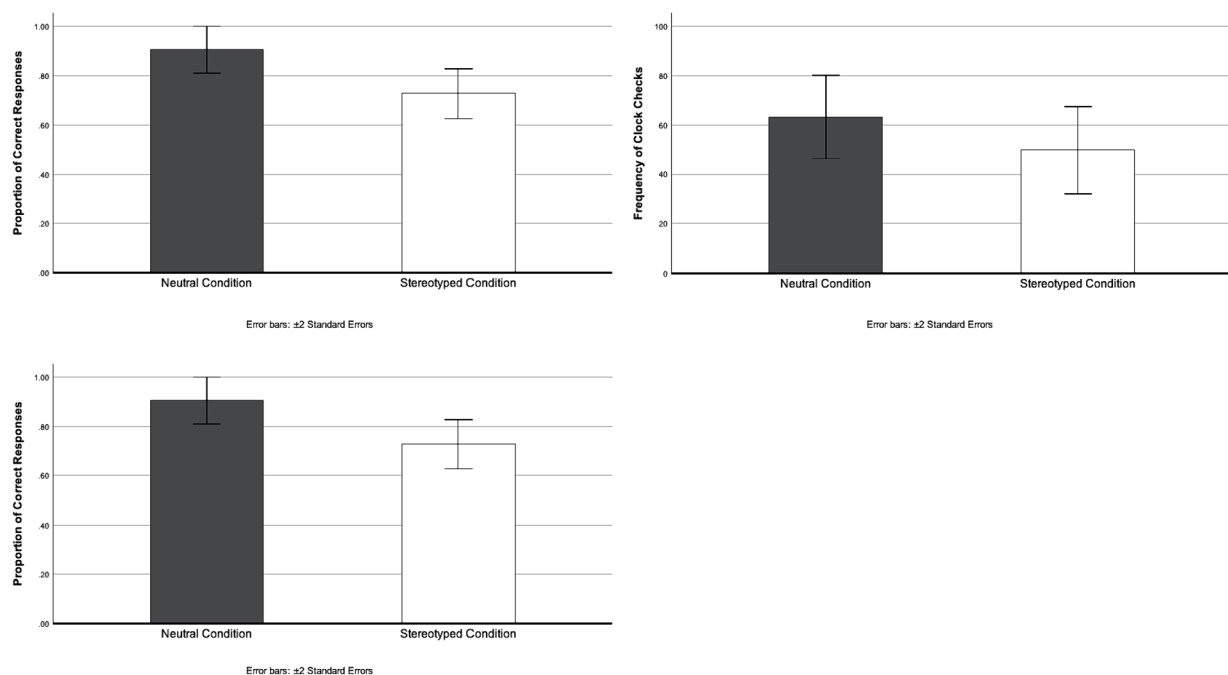 Proportion of Correct Responses
1.00
.80
.60
.40
.20
.00
Neutral Condition
Stereotyped Condition
Error bars: ±2 Standard Errors
Frequency of Clock Checks
100
80
60
40
20
0
Neutral Condition
Stereotyped Condition
Error bars: ±2 Standard Errors
Proportion of Correct Responses
1.00
.80
.60
.40
.20
.00
Neutral Condition
Stereotyped Condition
Error bars: ±2 Standard Errors